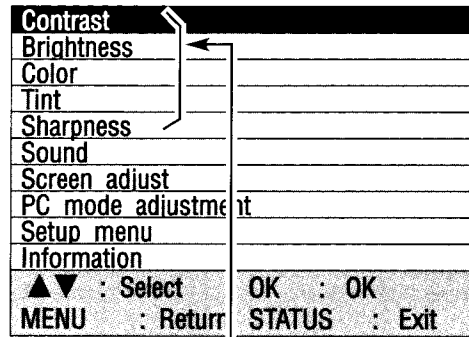 Contrast
Brightness
Color
Tint
Sharpness
Sound
Screen adjust
PC mode adjustment
Setup menu
Information
▲▼ : Select OK : OK
MENU : Return STATUS : Exit